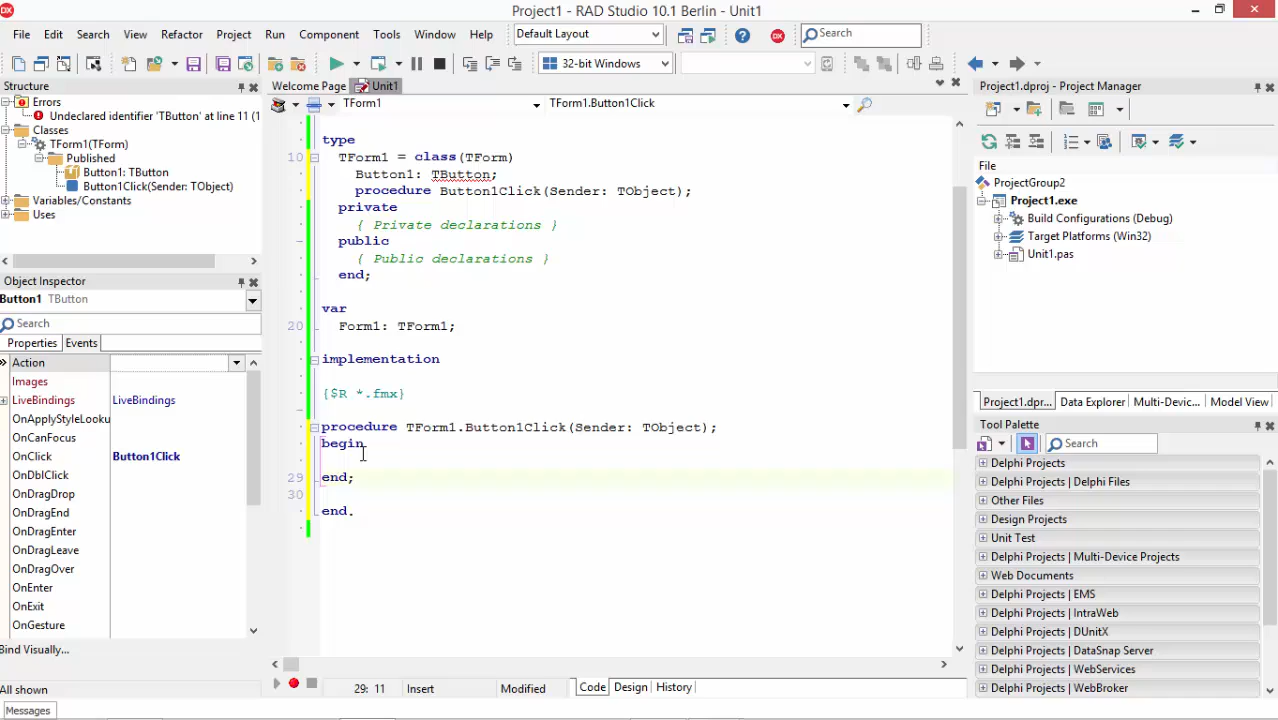 Project1 - RAD Studio 10.1 Berlin - Unit1
File Edit Search View Refactor Project Run Component Tools Window Help Default Layout Search
32-bit Windows
Structure
Errors
Undeclared identifier 'TButton' at line 11 (1
Classes
TForm1(TForm)
Published
Button1: TButton
Button1Click(Sender: TObject)
Variables/Constants
Uses
Object Inspector
Button1 TButton
Search
Properties Events
Action
Images
LiveBindings LiveBindings
OnApplyStyleLooku
OnCanFocus
OnClick Button1Click
OnDblClick
OnDragDrop
OnDragEnd
OnDragEnter
OnDragLeave
OnDragOver
OnEnter
OnExit
OnGesture
Bind Visually...
All shown
Messages
Welcome Page Unit1
TForm1 TForm1.Button1Click
type
10 TForm1 = class(TForm)
Button1: TButton;
procedure Button1Click(Sender: TObject);
private
{ Private declarations }
public
{ Public declarations }
end;
var
20 Form1: TForm1;
implementation
{$R *.fmx}
procedure TForm1.Button1Click(Sender: TObject);
begin
29 end;
30
end.
29: 11 Insert Modified Code Design History
Project1.dproj - Project Manager
File
ProjectGroup2
Project1.exe
Build Configurations (Debug)
Target Platforms (Win32)
Unit1.pas
Project1.dpr... Data Explorer Multi-Devic... Model View
Tool Palette
Search
Delphi Projects
Delphi Projects | Delphi Files
Other Files
Design Projects
Unit Test
Delphi Projects | Multi-Device Projects
Web Documents
Delphi Projects | EMS
Delphi Projects | IntraWeb
Delphi Projects | DUnitX
Delphi Projects | DataSnap Server
Delphi Projects | WebServices
Delphi Projects | WebBroker